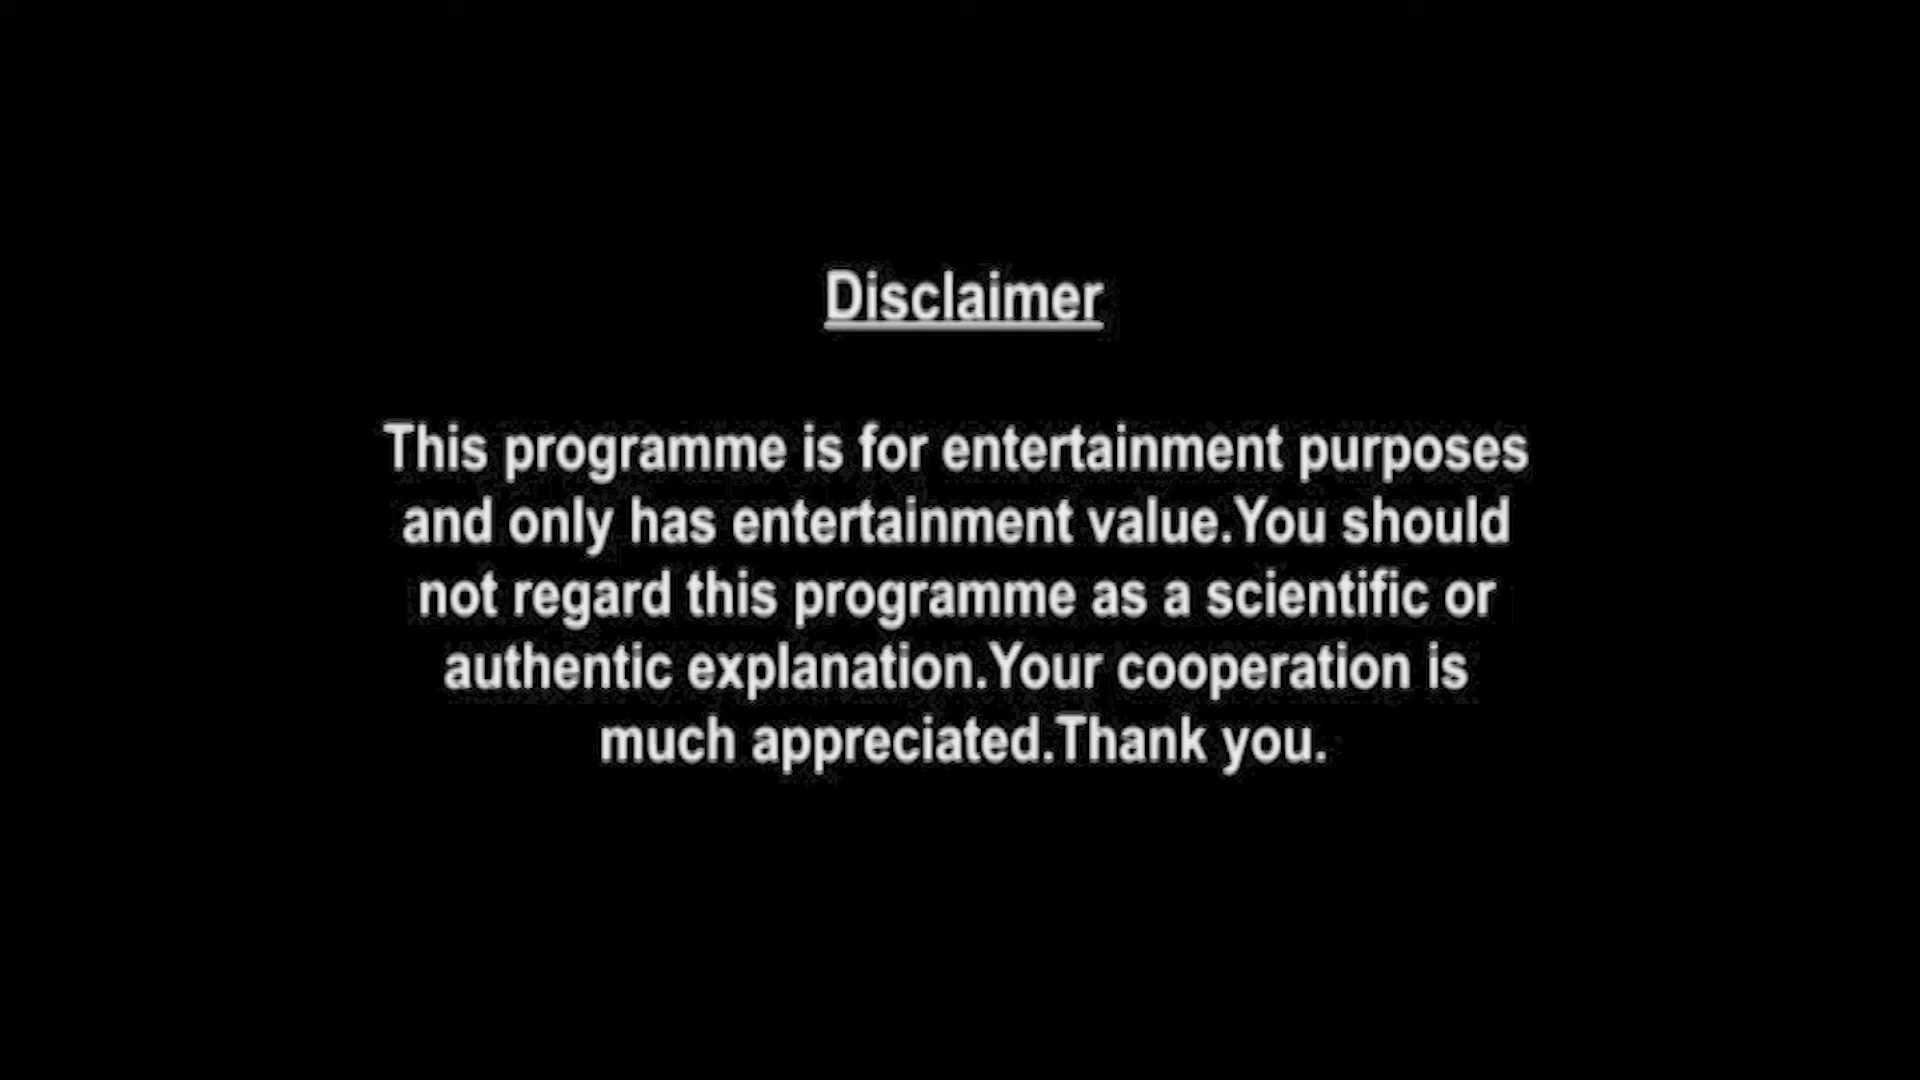 Disclaimer
This programme is for entertainment purposes
and only has entertainment value.You should
not regard this programme as a scientific or
authentic explanation.Your cooperation is
much appreciated.Thank you.